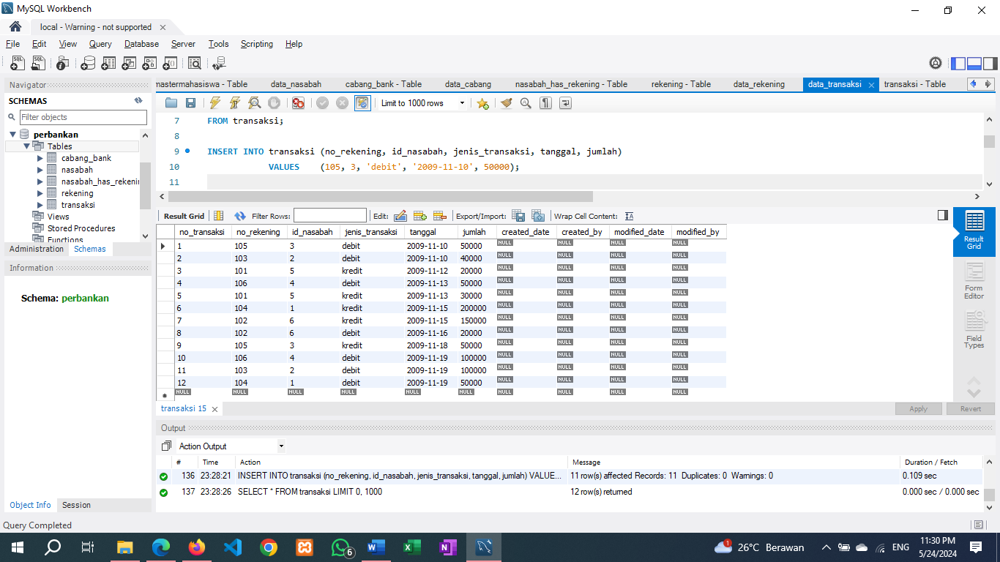 MySQL Workbench
local - Warning - not supported
File Edit View Query Database Server Tools Scripting Help
Navigator
SCHEMAS
Filter objects
perbankan
Tables
cabang_bank
nasabah
nasabah_has_rekenin
rekening
transaksi
Views
Stored Procedures
Functions
Administration Schemas
Information
Schema: perbankan
Object Info Session
mastermahasiswa - Table data_nasabah cabang_bank - Table data_cabang nasabah_has_rekening - Table rekening - Table data_rekening data_transaksi transaksi - Table
Limit to 1000 rows
7 FROM transaksi;
8
9 INSERT INTO transaksi (no_rekening, id_nasabah, jenis_transaksi, tanggal, jumlah)
10 VALUES (105, 3, 'debit', '2009-11-10', 50000);
11
Result Grid Filter Rows: Edit: Export/Import: Wrap Cell Content:
no_transaksi no_rekening id_nasabah jenis_transaksi tanggal jumlah created_date created_by modified_date modified_by
1 105 3 debit 2009-11-10 50000 NULL NULL NULL NULL
2 103 2 debit 2009-11-10 40000 NULL NULL NULL NULL
3 101 5 kredit 2009-11-12 20000 NULL NULL NULL NULL
4 106 4 debit 2009-11-13 50000 NULL NULL NULL NULL
5 101 5 kredit 2009-11-13 30000 NULL NULL NULL NULL
6 104 1 kredit 2009-11-15 200000 NULL NULL NULL NULL
7 102 6 kredit 2009-11-15 150000 NULL NULL NULL NULL
8 102 6 debit 2009-11-16 20000 NULL NULL NULL NULL
9 105 3 kredit 2009-11-18 50000 NULL NULL NULL NULL
10 106 4 debit 2009-11-19 100000 NULL NULL NULL NULL
11 103 2 debit 2009-11-19 100000 NULL NULL NULL NULL
12 104 1 debit 2009-11-19 50000 NULL NULL NULL NULL
NULL NULL NULL NULL NULL NULL NULL NULL NULL NULL
Result
Grid
Form
Editor
Field
Types
transaksi 15
Apply Revert
Output
Action Output
# Time Action Message Duration / Fetch
136 23:28:21 INSERT INTO transaksi (no_rekening, id_nasabah, jenis_transaksi, tanggal, jumlah) VALUE... 11 row(s) affected Records: 11 Duplicates: 0 Warnings: 0 0.109 sec
137 23:28:26 SELECT * FROM transaksi LIMIT 0, 1000 12 row(s) returned 0.000 sec / 0.000 sec
Query Completed
6
1
26°C Berawan
ENG
11:30 PM
5/24/2024